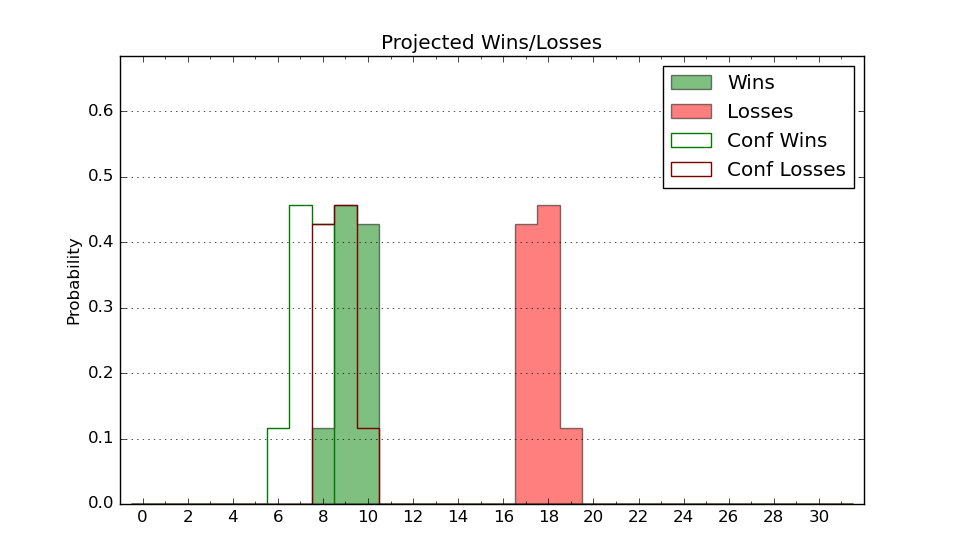 Projected Wins/Losses
Wins
Losses
Conf Wins
Conf Losses
Probability
0.6
0.5
0.4
0.3
0.2
0.1
0.0
0 2 4 6 8 10 12 14 16 18 20 22 24 26 28 30